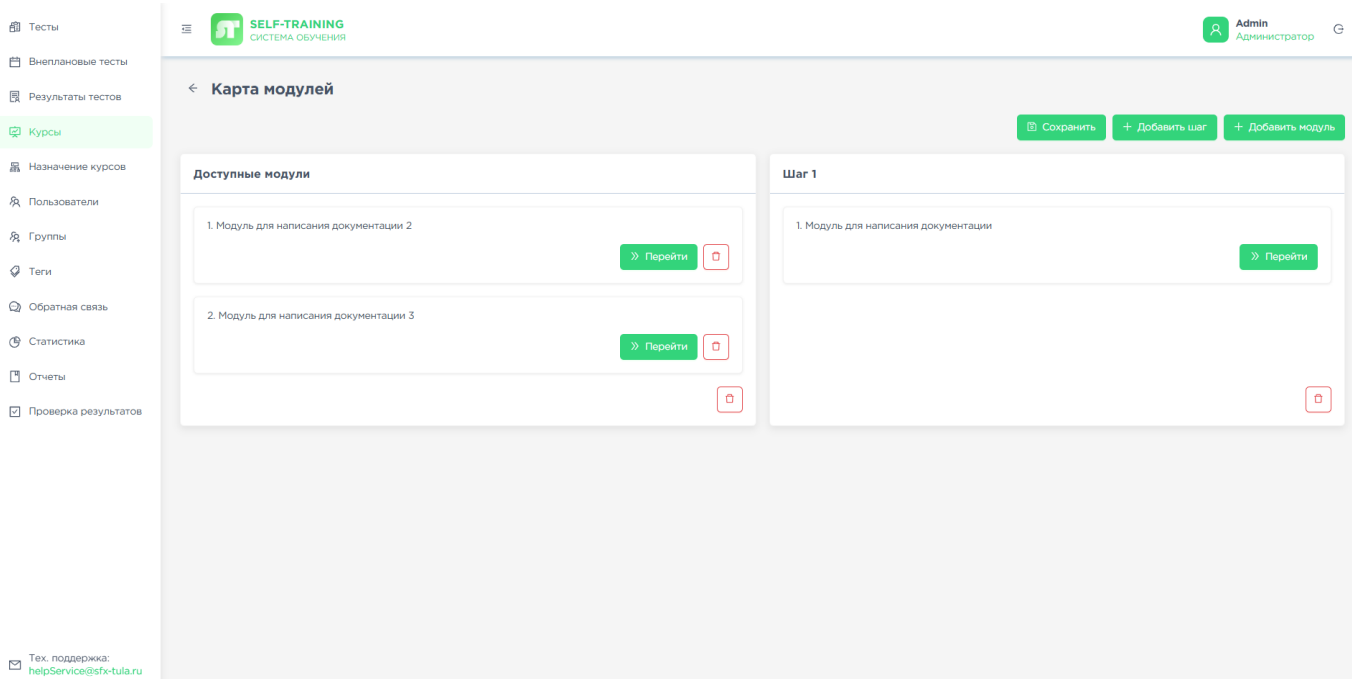 Тесты
Внеплановые тесты
Результаты тестов
Курсы
Назначение курсов
Пользователи
Группы
Теги
Обратная связь
Статистика
Отчеты
Проверка результатов
Тех. поддержка:
helpService@sfx-tula.ru
ST
SELF-TRAINING
СИСТЕМА ОБУЧЕНИЯ
Admin
Администратор
Карта модулей
Сохранить
+ Добавить шаг
+ Добавить модуль
Доступные модули
1. Модуль для написания документации 2
Перейти
2. Модуль для написания документации 3
Перейти
Шаг 1
1. Модуль для написания документации
Перейти